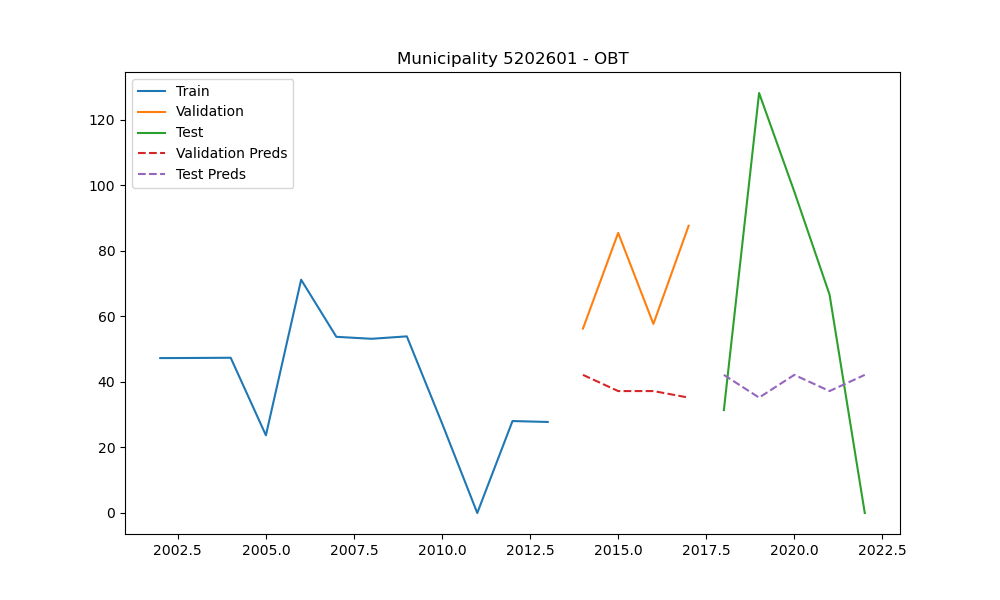 Municipality 5202601 - OBT
Train
Validation
Test
Validation Preds
Test Preds
120
100
80
60
40
20
0
2002.5 2005.0 2007.5 2010.0 2012.5 2015.0 2017.5 2020.0 2022.5